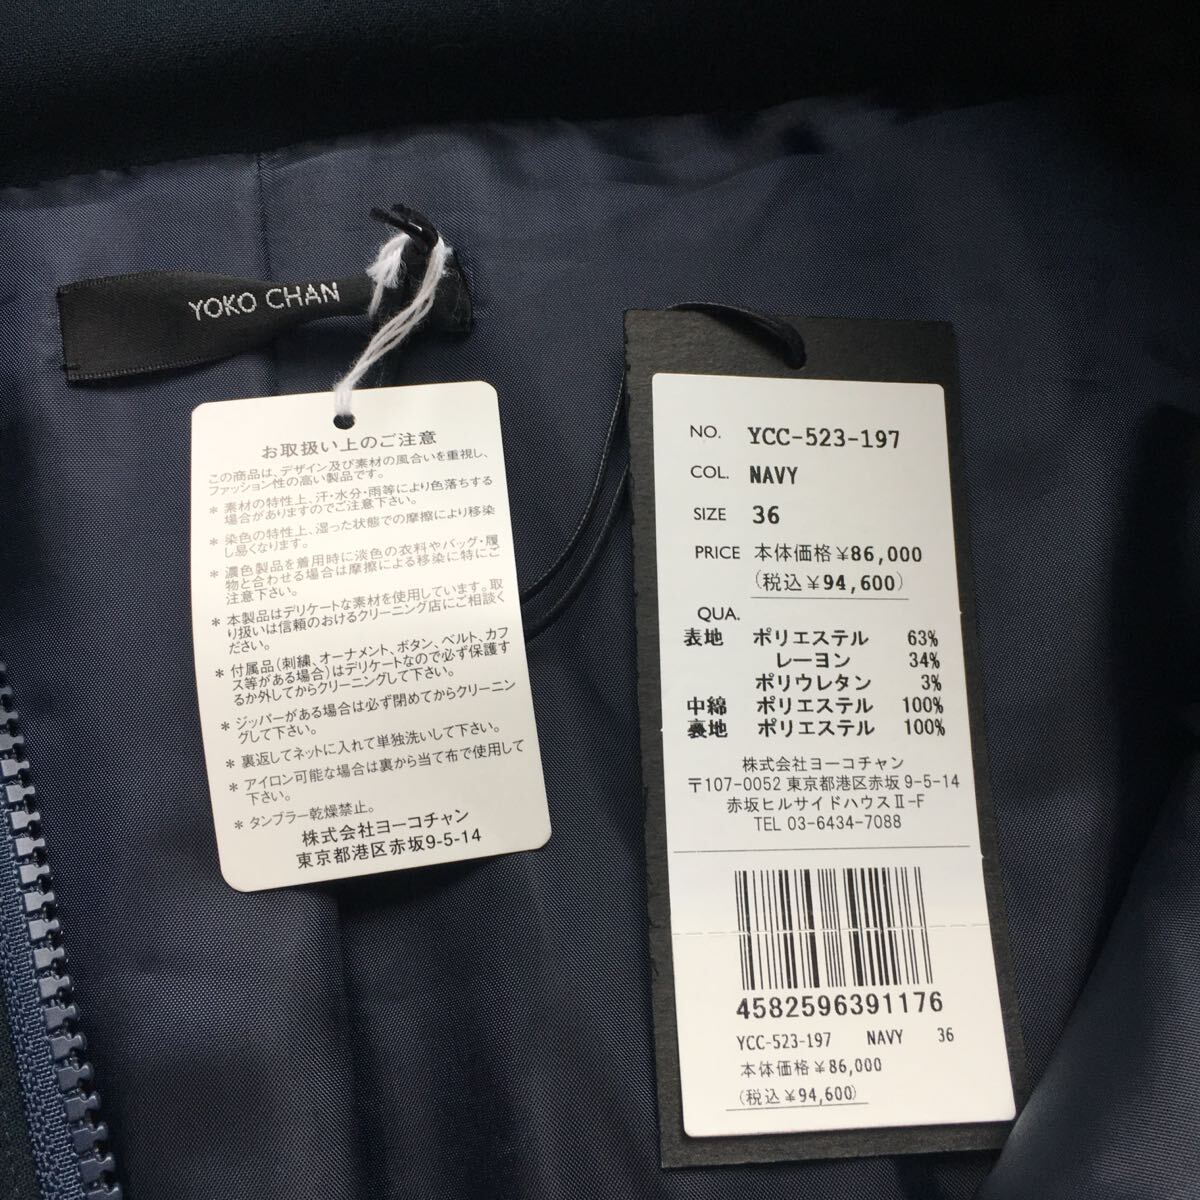 YOKO CHAN
お取扱い上のご注意
この商品は、デザイン及び素材の風合いを重視し、
ファッション性の高い製品です。
* 素材の特性上、汗・水分・雨等により色落ちする
場合がありますのでご注意下さい。
* 染色の特性上、湿った状態での摩擦により移染
し易くなります。
* 濃色製品を着用時に淡色の衣料やバッグ・履
物と合わせる場合は摩擦による移染に特にご
注意下さい。
* 本製品はデリケートな素材を使用しています。取
り扱いは信頼のおけるクリーニング店にご相談く
ださい。
* 付属品(刺繍、オーナメント、ボタン、ベルト、カフ
ス等がある場合)はデリケートなので必ず保護す
るか外してからクリーニングして下さい。
* ジッパーがある場合は必ず閉めてからクリーニン
グして下さい。
* 裏返してネットに入れて単独洗いして下さい。
* アイロン可能な場合は裏から当て布で使用して
下さい。
* タンブラー乾燥禁止。
株式会社ヨーコチャン
東京都港区赤坂9-5-14
NO. YCC-523-197
COL. NAVY
SIZE 36
PRICE 本体価格¥86,000
(税込¥94,600)
QUA.
表地 ポリエステル 63%
レーヨン 34%
ポリウレタン 3%
中綿 ポリエステル 100%
裏地 ポリエステル 100%
株式会社ヨーコチャン
〒107-0052 東京都港区赤坂9-5-14
赤坂ヒルサイドハウスⅡ-F
TEL 03-6434-7088
4582596391176
YCC-523-197 NAVY 36
本体価格¥86,000
(税込¥94,600)